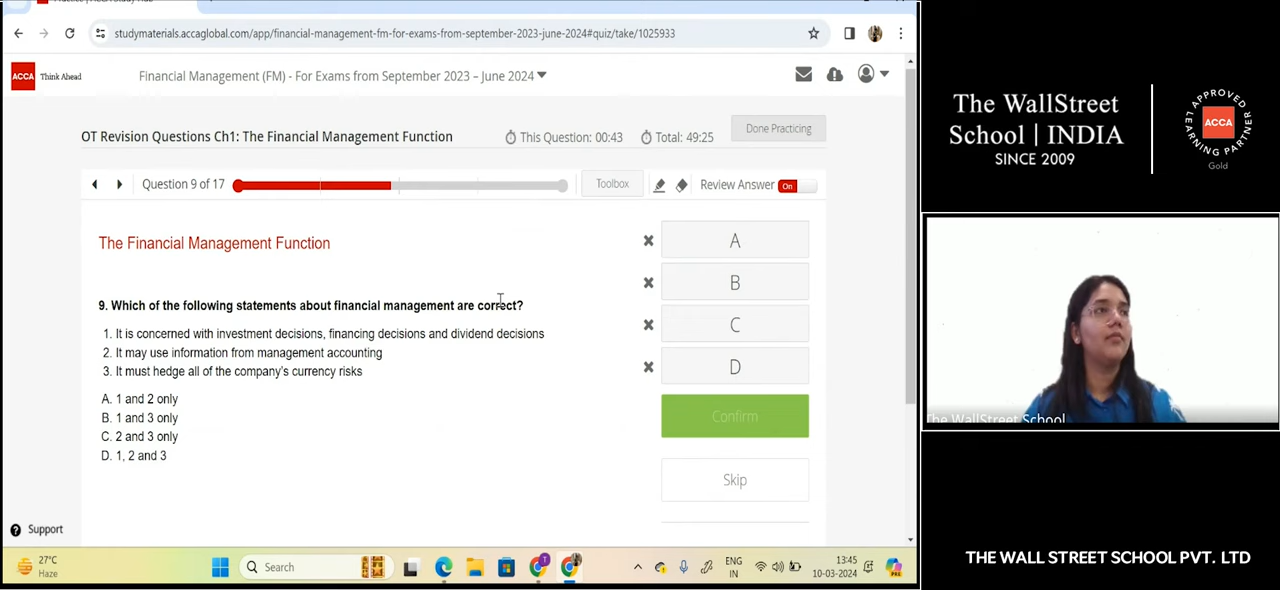 studymaterials.accaglobal.com/app/financial-management-fm-for-exams-from-september-2023-june-2024#quiz/take/1025933
ACCA Think Ahead
Financial Management (FM) - For Exams from September 2023 – June 2024
OT Revision Questions Ch1: The Financial Management Function
This Question: 00:43
Total: 49:25
Done Practicing
Question 9 of 17
Toolbox
Review Answer On
The Financial Management Function
9. Which of the following statements about financial management are correct?
1. It is concerned with investment decisions, financing decisions and dividend decisions
2. It may use information from management accounting
3. It must hedge all of the company's currency risks
A. 1 and 2 only
B. 1 and 3 only
C. 2 and 3 only
D. 1, 2 and 3
A
B
C
D
Confirm
Skip
Support
27°C
Haze
Search
ENG
IN
13:45
10-03-2024
The WallStreet
School | INDIA
SINCE 2009
APPROVED
LEARNING PARTNER
ACCA
Gold
The WallStreet School
THE WALL STREET SCHOOL PVT. LTD